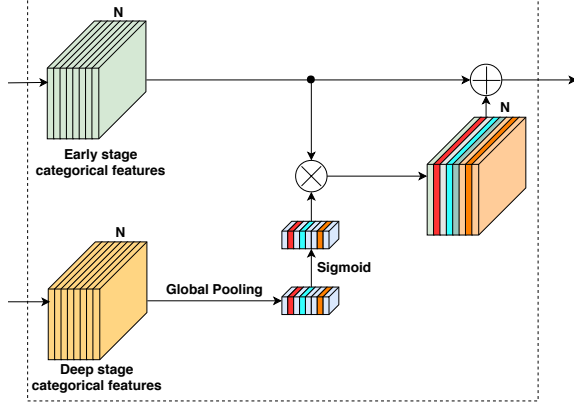 N
Early stage
categorical features
N
N
Global Pooling
Sigmoid
Deep stage
categorical features